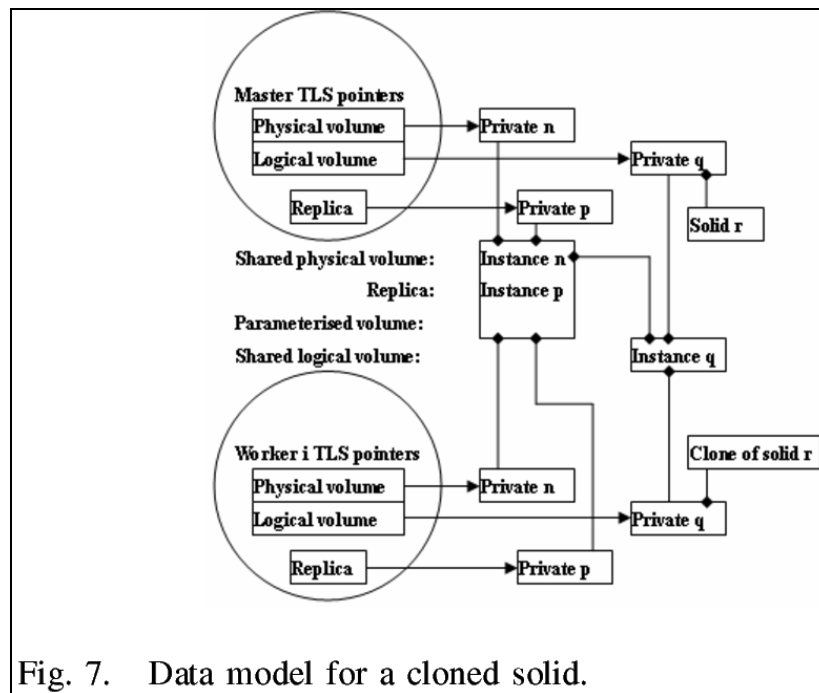 Master TLS pointers
Physical volume
Private n
Logical volume
Private q
Replica
Private p
Solid r
Shared physical volume:
Instance n
Replica:
Instance p
Parameterised volume:
Shared logical volume:
Instance q
Worker i TLS pointers
Clone of solid r
Physical volume
Private n
Logical volume
Private q
Replica
Private p
Fig. 7. Data model for a cloned solid.